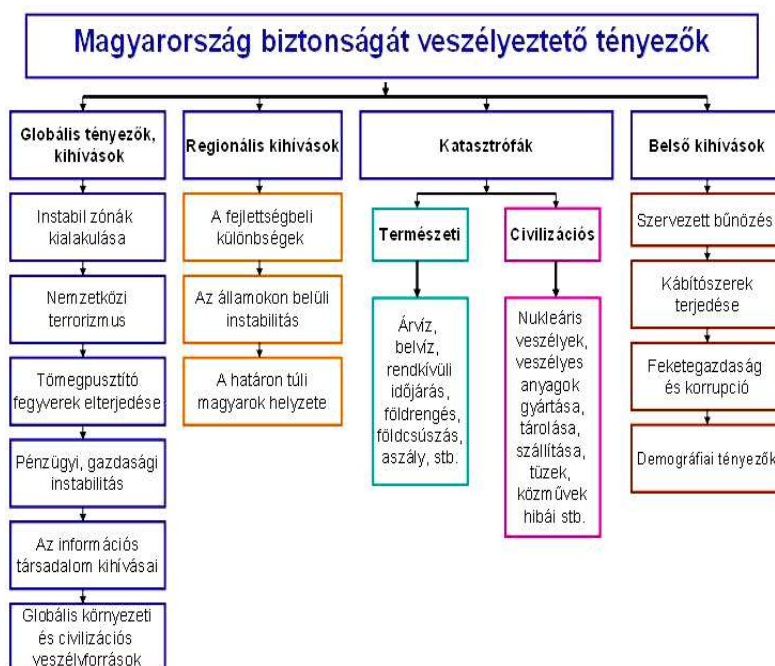 Magyarország biztonságát veszélyeztető tényezők
Globális tényezők,
kihívások
Instabil zónák
kialakulása
Nemzetközi
terrorizmus
Tömegpusztító
fegyverek elterjedése
Pénzügyi, gazdasági
instabilitás
Az információs
társadalom kihívásai
Globális környezeti
és civilizációs
veszélyforrások
Regionális kihívások
A fejlettségbeli
különbségek
Az államokon belüli
instabilitás
A határon túli
magyarok helyzete
Katasztrófák
Természeti
Árvíz,
belvíz,
rendkívüli
időjárás,
földrengés,
földcsúszás,
aszály, stb.
Civilizációs
Nukleáris
veszélyek,
veszélyes
anyagok
gyártása,
tárolása,
szállítása,
tüzek,
közművek
hibái stb.
Belső kihívások
Szervezett bűnözés
Kábítószerek
terjedése
Feketegazdaság
és korrupció
Demográfiai tényezők